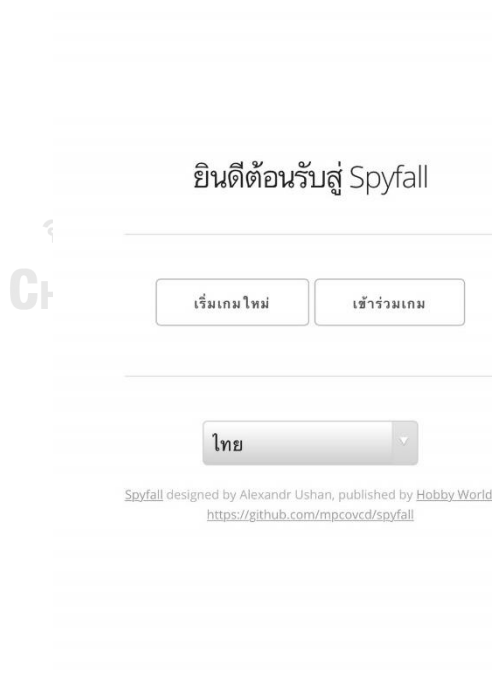 ยินดีต้อนรับสู่ Spyfall
เริ่มเกมใหม่
เข้าร่วมเกม
ไทย
Spyfall designed by Alexandr Ushan, published by Hobby World
https://github.com/mpcovcd/spyfall